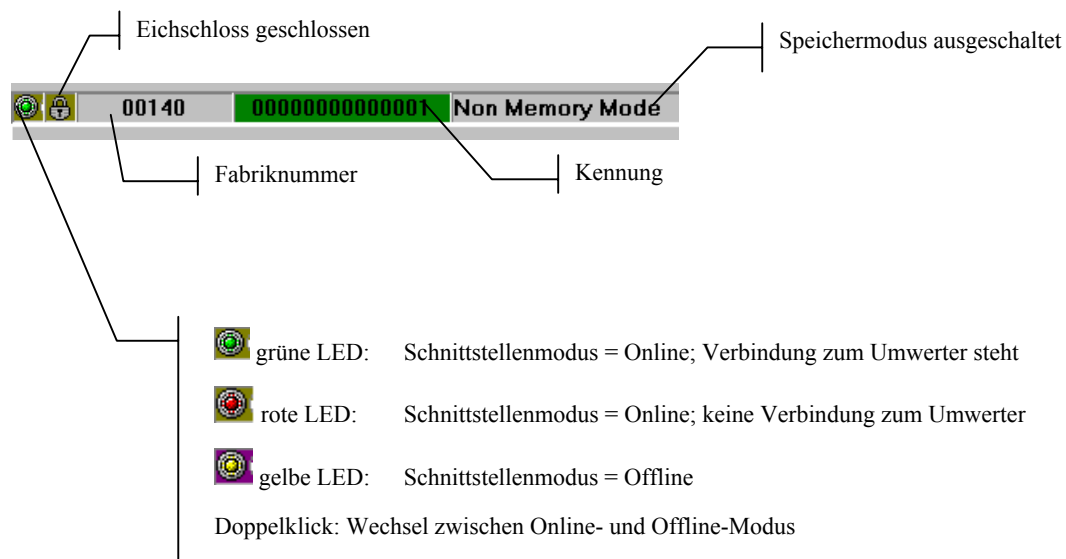 Eichschloss geschlossen
Speichermodus ausgeschaltet
00140 00000000000001 Non Memory Mode
Fabriknummer
Kennung
grüne LED: Schnittstellenmodus = Online; Verbindung zum Umwerter steht
rote LED: Schnittstellenmodus = Online; keine Verbindung zum Umwerter
gelbe LED: Schnittstellenmodus = Offline
Doppelklick: Wechsel zwischen Online- und Offline-Modus